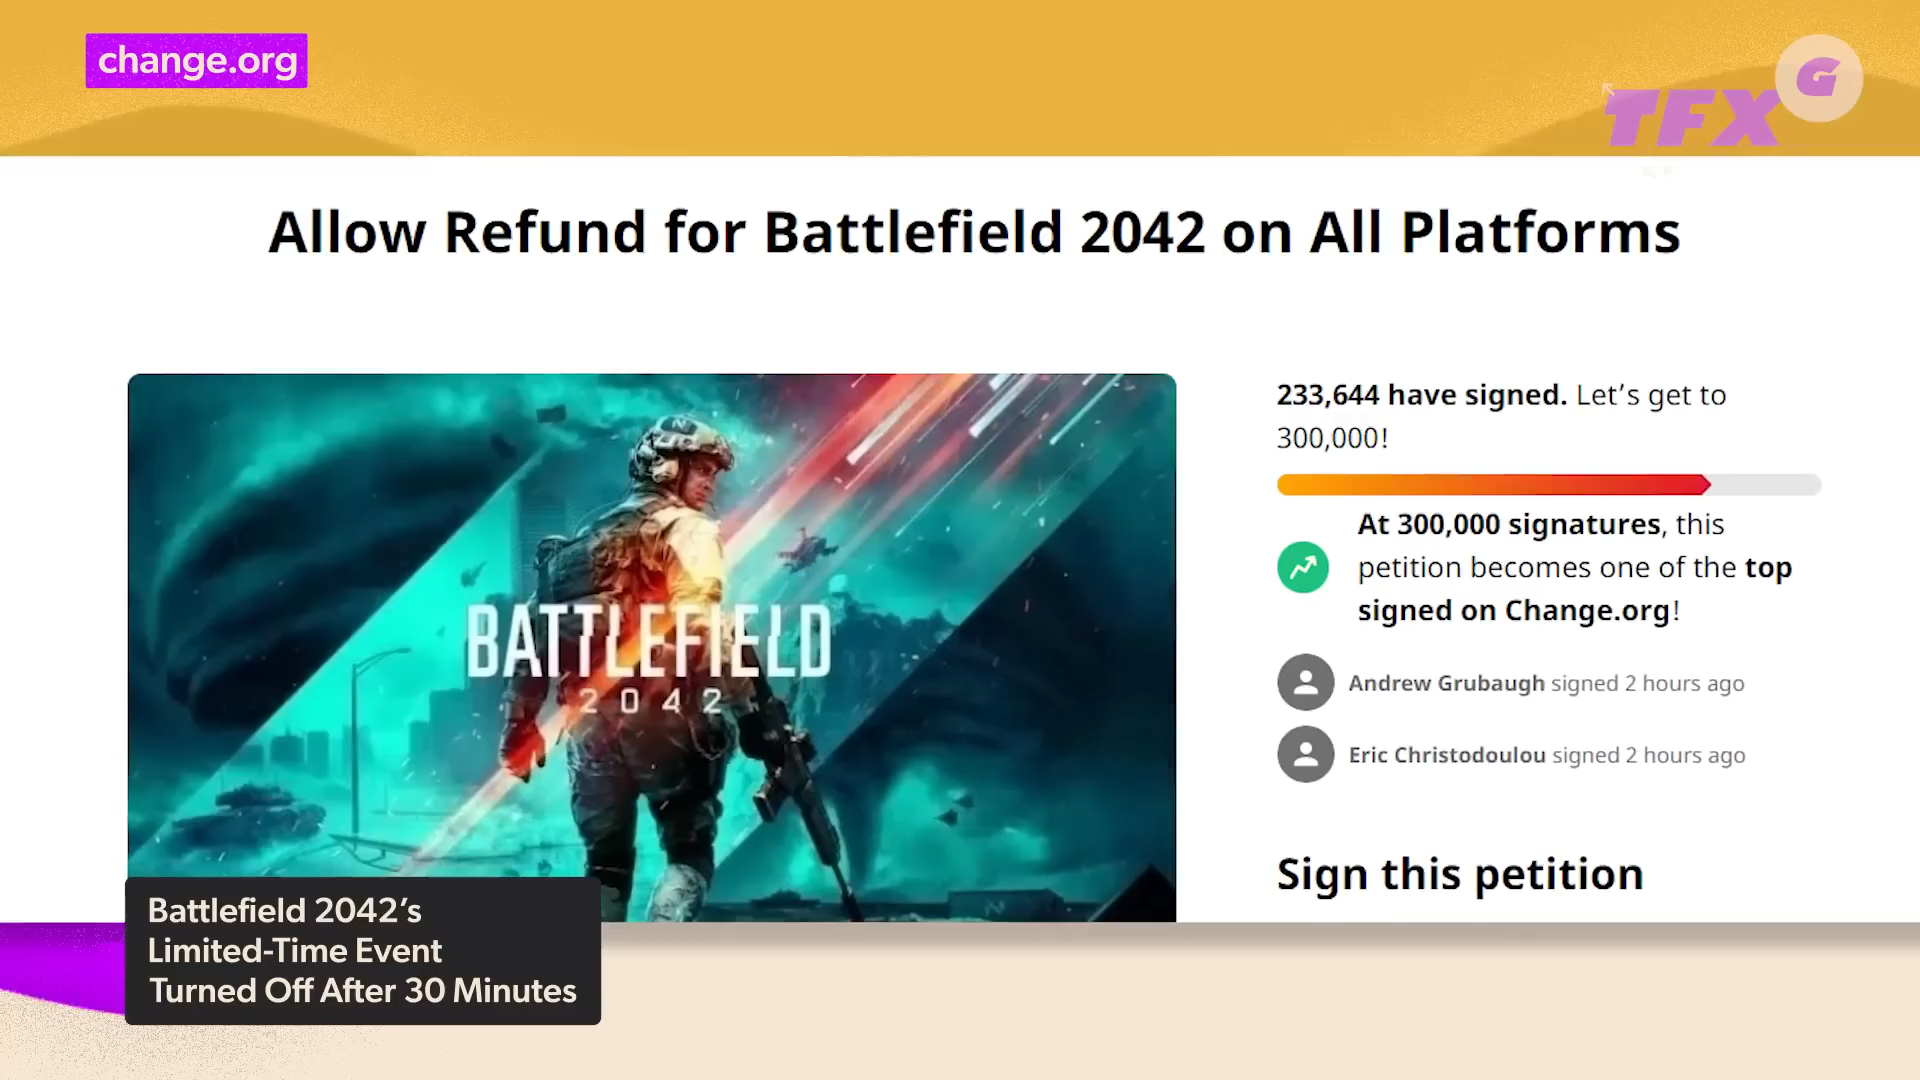 change.org
TFX
G
Allow Refund for Battlefield 2042 on All Platforms
BATTLEFIELD
2042
233,644 have signed. Let’s get to
300,000!
At 300,000 signatures, this
petition becomes one of the top
signed on Change.org!
Andrew Grubaugh signed 2 hours ago
Eric Christodoulou signed 2 hours ago
Sign this petition
Battlefield 2042’s
Limited-Time Event
Turned Off After 30 Minutes